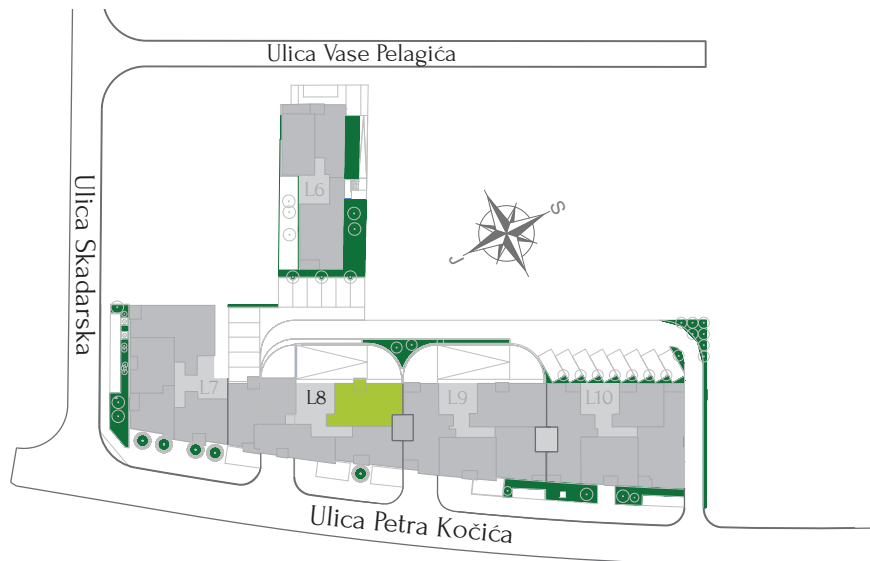 Ulica Vase Pelagića
L6
S
J
Ulica Skadarska
L7
L8
L9
L10
Ulica Petra Kočića